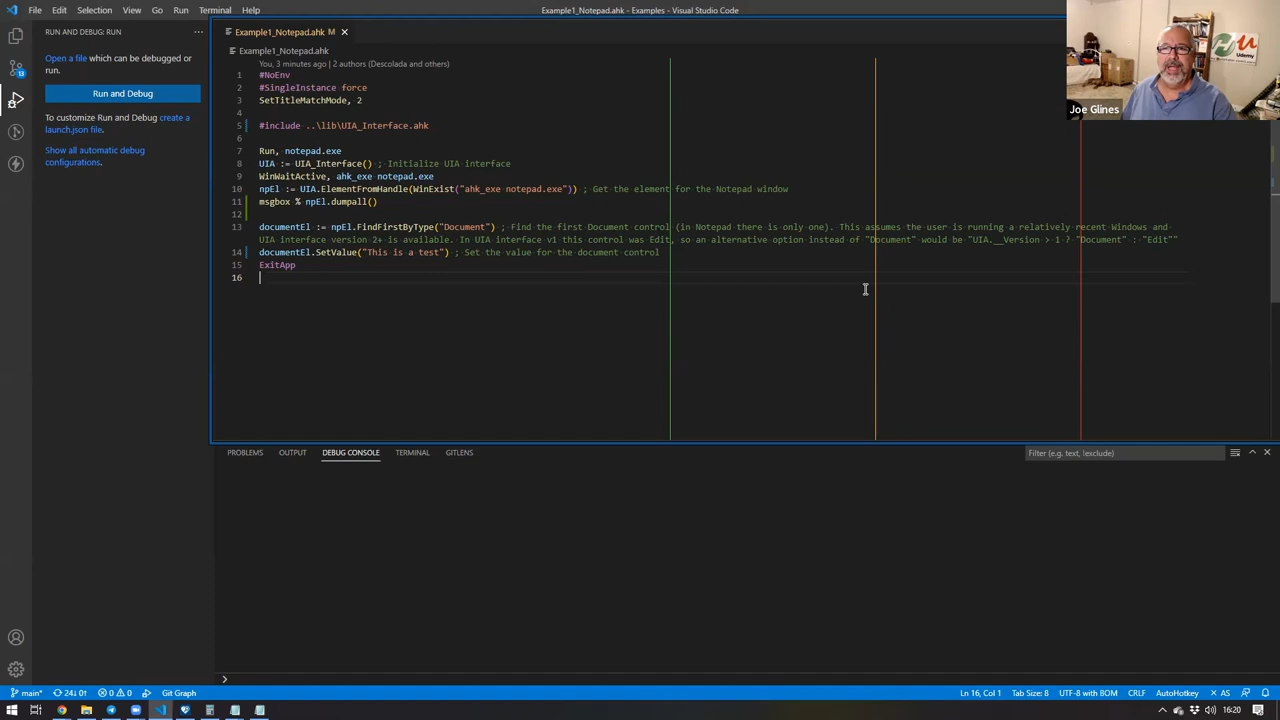 File Edit Selection View Go Run Terminal Help
Example1_Notepad.ahk - Examples - Visual Studio Code
RUN AND DEBUG: RUN
Open a file which can be debugged or
run.
Run and Debug
To customize Run and Debug create a
launch.json file.
Show all automatic debug
configurations.
13
Example1_Notepad.ahk M
Example1_Notepad.ahk
You, 3 minutes ago | 2 authors (Descolada and others)
1 #NoEnv
2 #SingleInstance force
3 SetTitleMatchMode, 2
4
5 #include ..\lib\UIA_Interface.ahk
6
7 Run, notepad.exe
8 UIA := UIA_Interface() ; Initialize UIA interface
9 WinWaitActive, ahk_exe notepad.exe
10 npEl := UIA.ElementFromHandle(WinExist("ahk_exe notepad.exe")) ; Get the element for the Notepad window
11 msgbox % npEl.dumpall()
12
13 documentEl := npEl.FindFirstByType("Document") ; Find the first Document control (in Notepad there is only one). This assumes the user is running a relatively recent Windows and
UIA interface version 2+ is available. In UIA interface v1 this control was Edit, so an alternative option instead of "Document" would be "UIA.__Version > 1 ? "Document" : "Edit""
14 documentEl.SetValue("This is a test") ; Set the value for the document control
15 ExitApp
16
Joe Glines
Udemy
PROBLEMS OUTPUT DEBUG CONSOLE TERMINAL GITLENS
Filter (e.g. text, !exclude)
main* 24↓ 0↑ 0 0 Git Graph
Ln 16, Col 1 Tab Size: 8 UTF-8 with BOM CRLF AutoHotkey AS
16:20